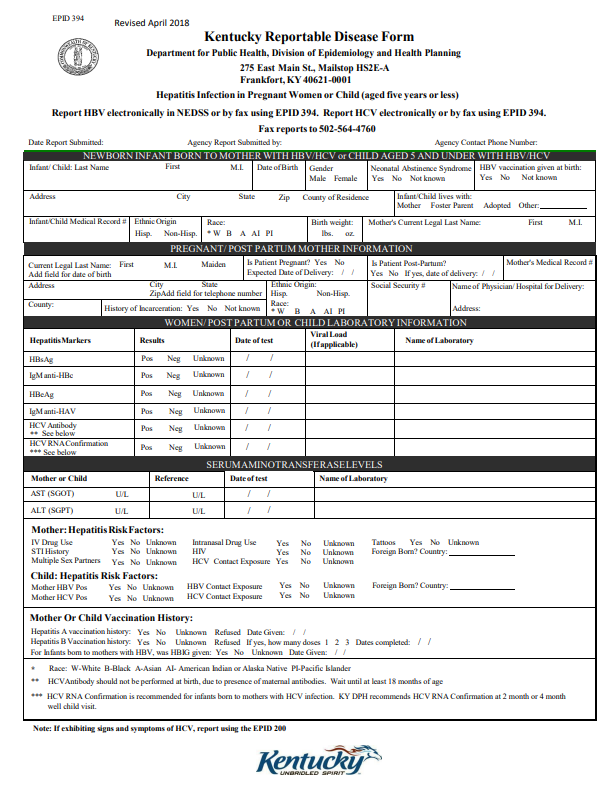 EPID 394
Revised April 2018
Kentucky Reportable Disease Form
Department for Public Health, Division of Epidemiology and Health Planning
275 East Main St., Mailstop HS2E-A
Frankfort, KY 40621-0001
Hepatitis Infection in Pregnant Women or Child (aged five years or less)
Report HBV electronically in NEDSS or by fax using EPID 394. Report HCV electronically or by fax using EPID 394.
Fax reports to 502-564-4760
Date Report Submitted: Agency Report Submitted by: Agency Contact Phone Number:
NEWBORN INFANT BORN TO MOTHER WITH HBV/HCV or CHILD AGED 5 AND UNDER WITH HBV/HCV
Infant/ Child: Last Name First M.I. Date of Birth Gender Neonatal Abstinence Syndrome HBV vaccination given at birth:
Male Female Yes No Not known Yes No Not known
Address City State Zip County of Residence Infant/Child lives with:
Mother Foster Parent Adopted Other:
Infant/Child Medical Record # Ethnic Origin Race: Birth weight: Mother's Current Legal Last Name: First M.I.
Hisp. Non-Hisp. * W B A AI PI lbs. oz.
PREGNANT/ POST PARTUM MOTHER INFORMATION
Current Legal Last Name: First M.I. Maiden Is Patient Pregnant? Yes No Is Patient Post-Partum? Mother's Medical Record #
Add field for date of birth Expected Date of Delivery: / / Yes No If yes, date of delivery: / /
Address City State Ethnic Origin: Social Security # Name of Physician/ Hospital for Delivery:
ZipAdd field for telephone number Hisp. Non-Hisp.
County: History of Incarceration: Yes No Not known Race: Address:
* W B A AI PI
WOMEN/ POST PARTUM OR CHILD LABORATORY INFORMATION
Hepatitis Markers Results Date of test Viral Load Name of Laboratory
(If applicable)
HBsAg Pos Neg Unknown / /
IgM anti-HBc Pos Neg Unknown / /
HBeAg Pos Neg Unknown / /
IgM anti-HAV Pos Neg Unknown / /
HCV Antibody Pos Neg Unknown / /
** See below
HCV RNA Confirmation Pos Neg Unknown / /
*** See below
SERUM AMINOTRANSFERASE LEVELS
Mother or Child Reference Date of test Name of Laboratory
AST (SGOT) U/L U/L / /
ALT (SGPT) U/L U/L / /
Mother: Hepatitis Risk Factors:
IV Drug Use Yes No Unknown Intranasal Drug Use Yes No Unknown Tattoos Yes No Unknown
STI History Yes No Unknown HIV Yes No Unknown Foreign Born? Country:
Multiple Sex Partners Yes No Unknown HCV Contact Exposure Yes No Unknown
Child: Hepatitis Risk Factors:
Mother HBV Pos Yes No Unknown HBV Contact Exposure Yes No Unknown Foreign Born? Country:
Mother HCV Pos Yes No Unknown HCV Contact Exposure Yes No Unknown
Mother Or Child Vaccination History:
Hepatitis A vaccination history: Yes No Unknown Refused Date Given: / /
Hepatitis B Vaccination history: Yes No Unknown Refused If yes, how many doses 1 2 3 Dates completed: / /
For Infants born to mothers with HBV, was HBIG given: Yes No Unknown Date Given: / /
* Race: W-White B-Black A-Asian AI- American Indian or Alaska Native PI-Pacific Islander
** HCVAntibody should not be performed at birth, due to presence of maternal antibodies. Wait until at least 18 months of age
*** HCV RNA Confirmation is recommended for infants born to mothers with HCV infection. KY DPH recommends HCV RNA Confirmation at 2 month or 4 month
well child visit.
Note: If exhibiting signs and symptoms of HCV, report using the EPID 200
Kentucky
UNBRIDLED SPIRIT